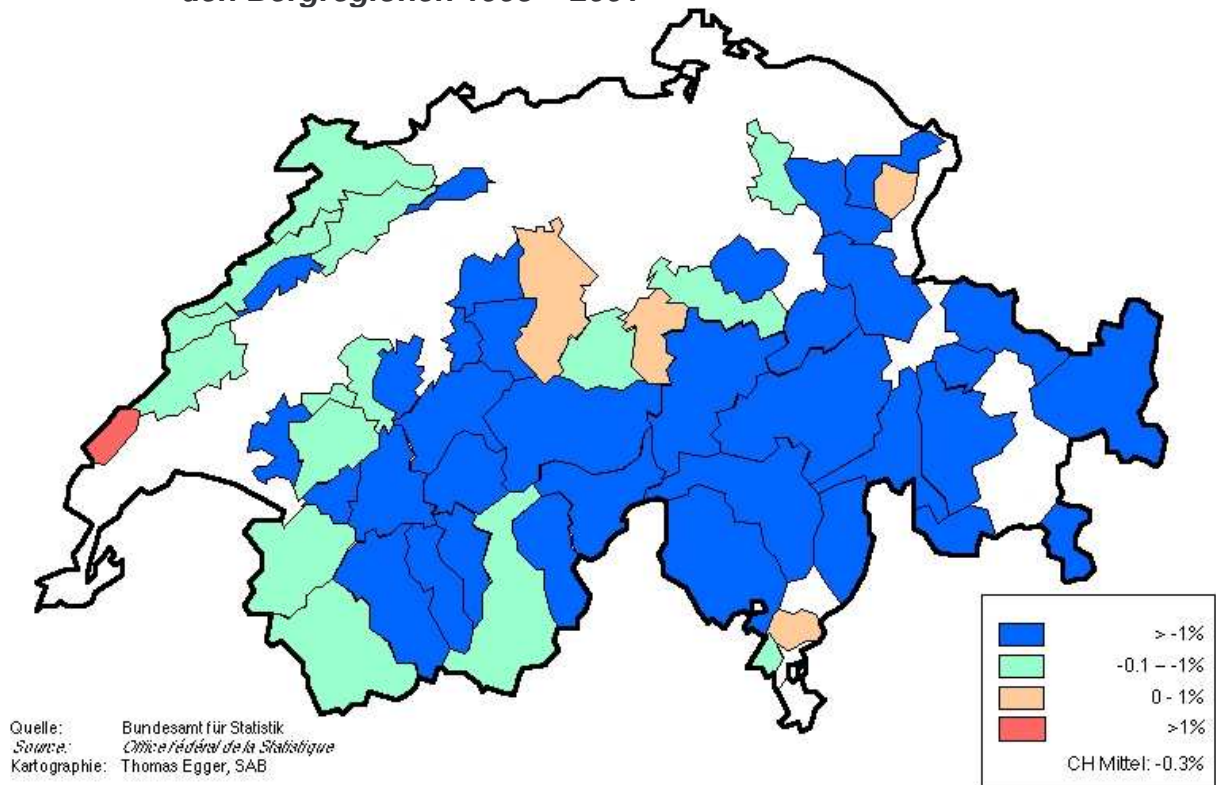 > -1%
-0.1 – -1%
0 - 1%
>1%
CH Mittel: -0.3%
Quelle: Bundesamt für Statistik
Source: Office fédéral de la Statistique
Kartographie: Thomas Egger, SAB